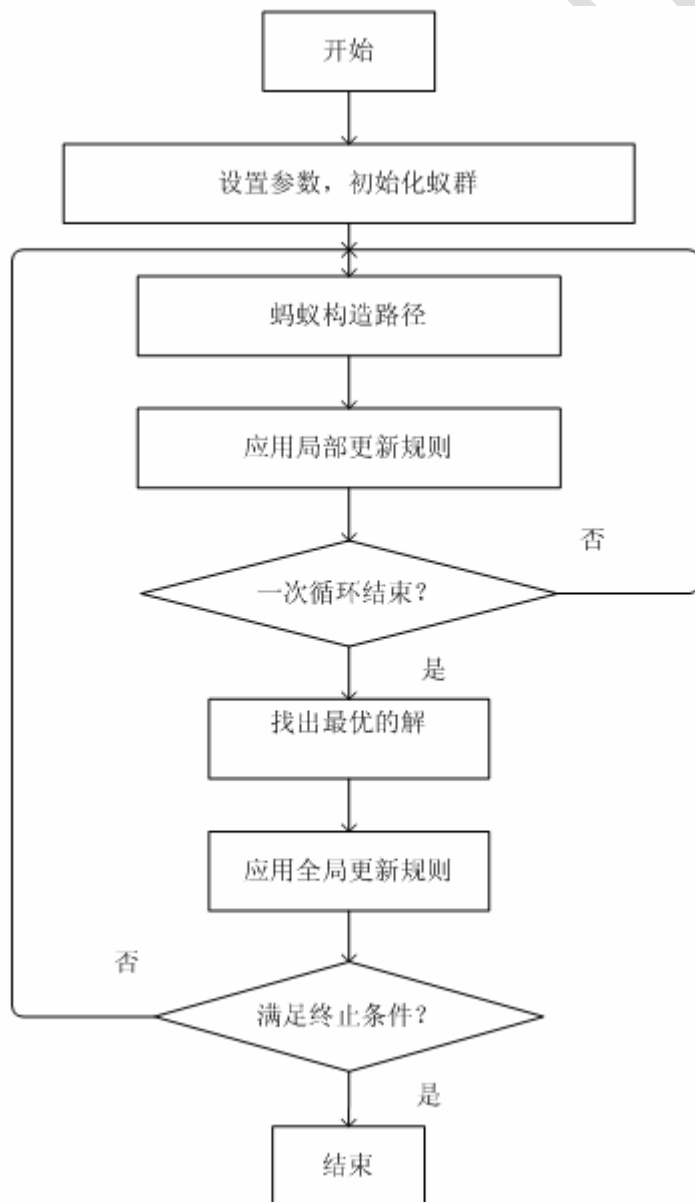 开始
设置参数，初始化蚁群
蚂蚁构造路径
应用局部更新规则
否
一次循环结束？
是
找出最优的解
应用全局更新规则
否
满足终止条件？
是
结束